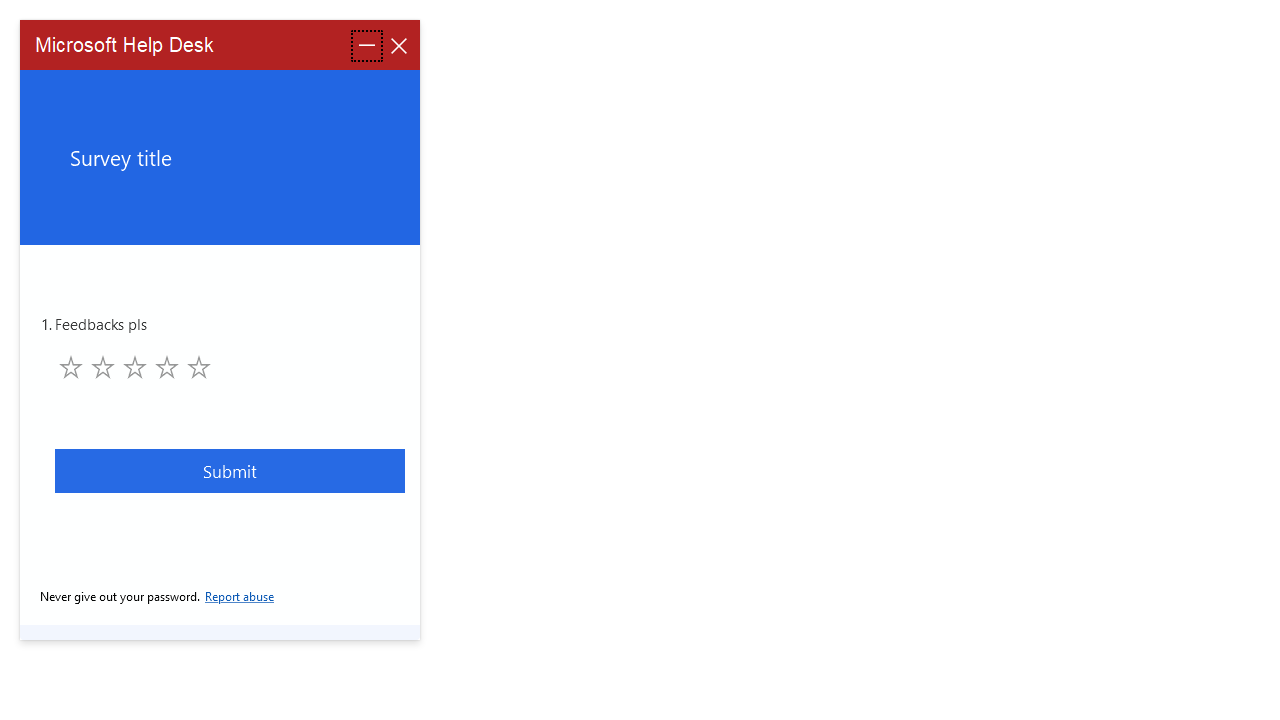 Microsoft Help Desk
Survey title
1. Feedbacks pls
Submit
Never give out your password. Report abuse